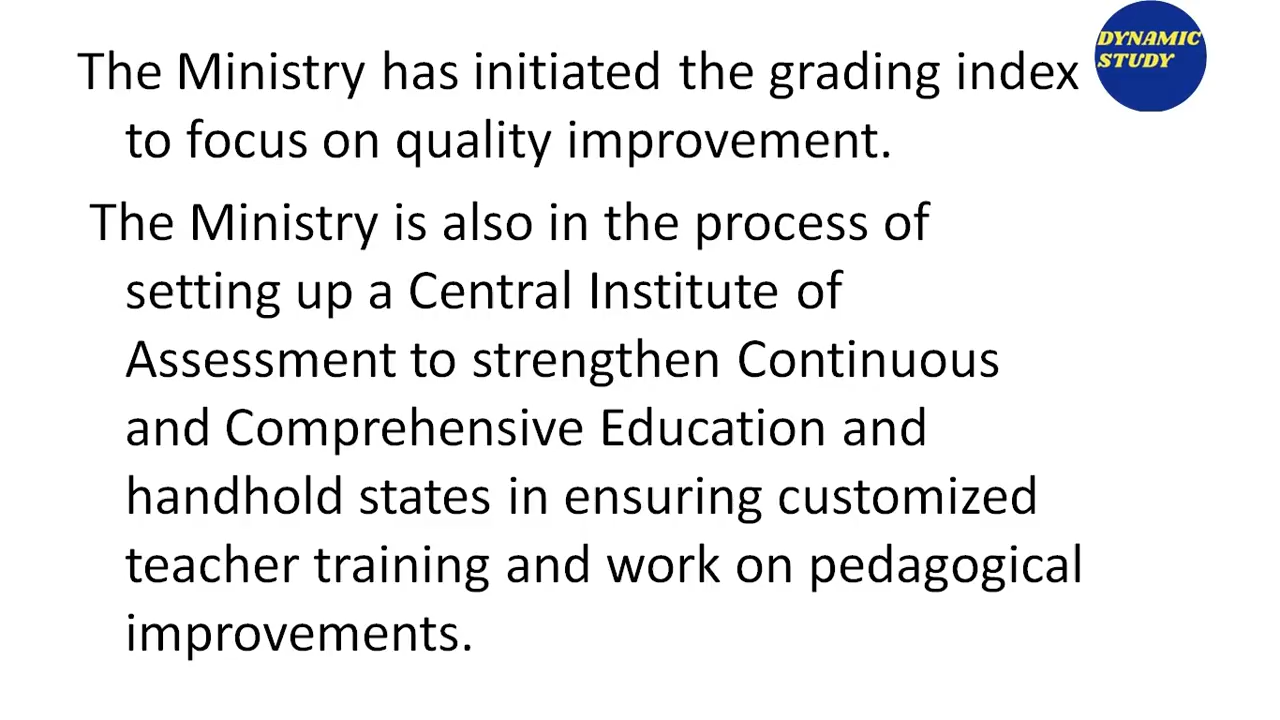 The Ministry has initiated the grading index
to focus on quality improvement.
The Ministry is also in the process of
setting up a Central Institute of
Assessment to strengthen Continuous
and Comprehensive Education and
handhold states in ensuring customized
teacher training and work on pedagogical
improvements.
DYNAMIC
STUDY